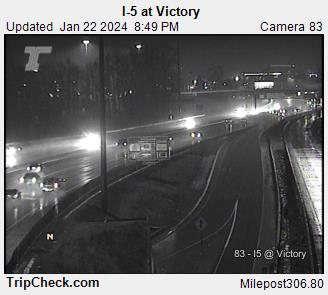 I-5 at Victory
Updated Jan 22 2024 8:49 PM Camera 83
N
83 - I5 @ Victory
TripCheck.com Milepost306.80